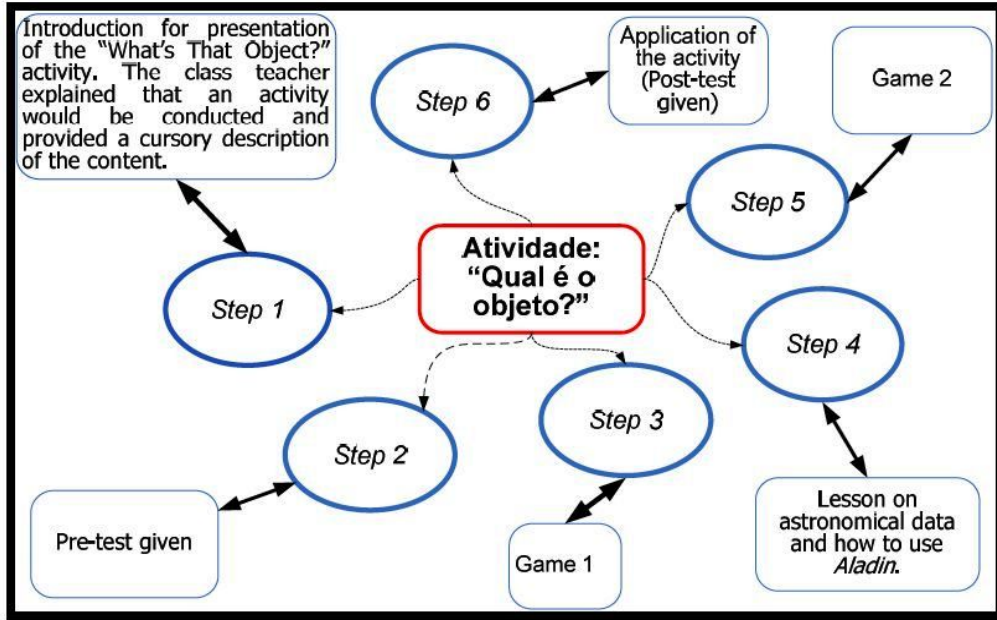 Introduction for presentation
of the “What’s That Object?”
activity. The class teacher
explained that an activity
would be conducted and
provided a cursory description
of the content.
Step 6
Application of
the activity
(Post-test
given)
Game 2
Step 5
Atividade:
“Qual é o
objeto?”
Step 1
Step 4
Step 2
Step 3
Pre-test given
Game 1
Lesson on
astronomical data
and how to use
Aladin.